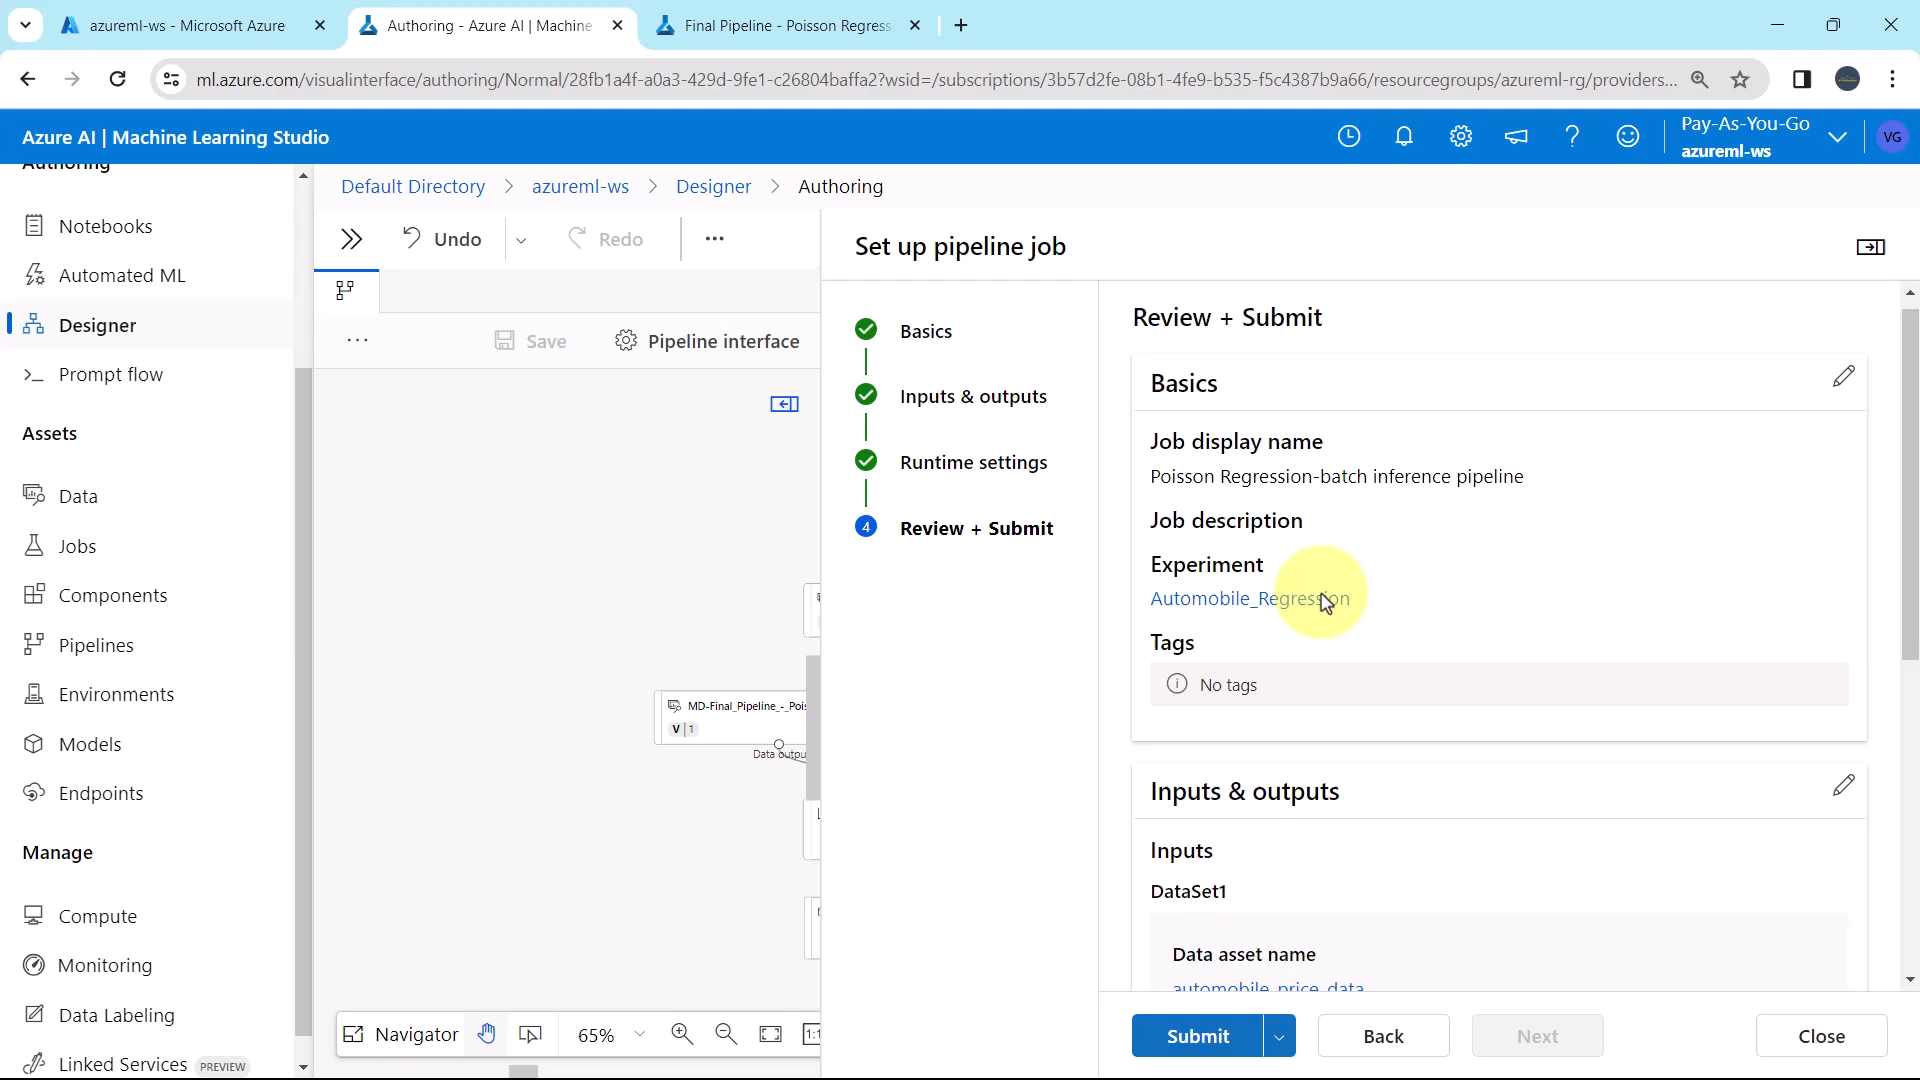 azureml-ws - Microsoft Azure
Authoring - Azure AI | Machine
Final Pipeline - Poisson Regress
ml.azure.com/visualinterface/authoring/Normal/28fb1a4f-a0a3-429d-9fe1-c26804baffa2?wsid=/subscriptions/3b57d2fe-08b1-4fe9-b535-f5c4387b9a66/resourcegroups/azureml-rg/providers...
Azure AI | Machine Learning Studio
Pay-As-You-Go
azureml-ws
VG
Authoring
Notebooks
Automated ML
Designer
Prompt flow
Assets
Data
Jobs
Components
Pipelines
Environments
Models
Endpoints
Manage
Compute
Monitoring
Data Labeling
Linked Services PREVIEW
Default Directory > azureml-ws > Designer > Authoring
Undo
Redo
Save
Pipeline interface
MD-Final_Pipeline_-_Pois
V | 1
Data outpu
Navigator
65%
1:1
Set up pipeline job
Basics
Inputs & outputs
Runtime settings
4 Review + Submit
Review + Submit
Basics
Job display name
Poisson Regression-batch inference pipeline
Job description
Experiment
Automobile_Regression
Tags
No tags
Inputs & outputs
Inputs
DataSet1
Data asset name
automobile_price_data
Submit
Back
Next
Close